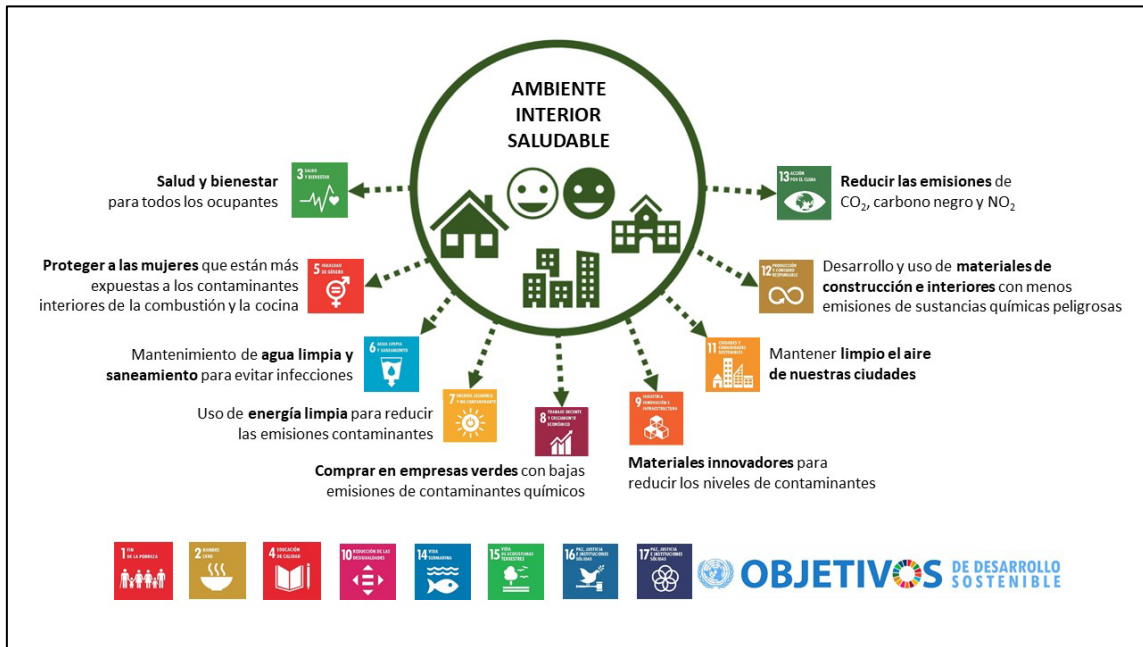 AMBIENTE
INTERIOR
SALUDABLE
3 SALUD
Y BIENESTAR
Salud y bienestar
para todos los ocupantes
5 IGUALDAD
DE GÉNERO
Proteger a las mujeres que están más
expuestas a los contaminantes
interiores de la combustión y la cocina
6 AGUA LIMPIA
Y SANEAMIENTO
Mantenimiento de agua limpia y
saneamiento para evitar infecciones
7 ENERGÍA ASEQUIBLE
Y NO CONTAMINANTE
Uso de energía limpia para reducir
las emisiones contaminantes
8 TRABAJO DECENTE
Y CRECIMIENTO
ECONÓMICO
Comprar en empresas verdes con bajas
emisiones de contaminantes químicos
9 INDUSTRIA
INNOVACIÓN E
INFRAESTRUCTURA
Materiales innovadores para
reducir los niveles de contaminantes
11 CIUDADES Y
COMUNIDADES
SOSTENIBLES
Mantener limpio el aire
de nuestras ciudades
12 PRODUCCIÓN
Y CONSUMO
RESPONSABLES
Desarrollo y uso de materiales de
construcción e interiores con menos
emisiones de sustancias químicas peligrosas
13 ACCIÓN
POR EL CLIMA
Reducir las emisiones de
CO₂, carbono negro y NO₂
1 FIN
DE LA POBREZA
2 HAMBRE
CERO
4 EDUCACIÓN
DE CALIDAD
10 REDUCCIÓN DE LAS
DESIGUALDADES
14 VIDA
SUBMARINA
15 VIDA
DE ECOSISTEMAS
TERRESTRES
16 PAZ, JUSTICIA
E INSTITUCIONES
SÓLIDAS
17 PAZ, JUSTICIA
E INSTITUCIONES
SÓLIDAS
OBJETIVOS DE DESARROLLO
SOSTENIBLE